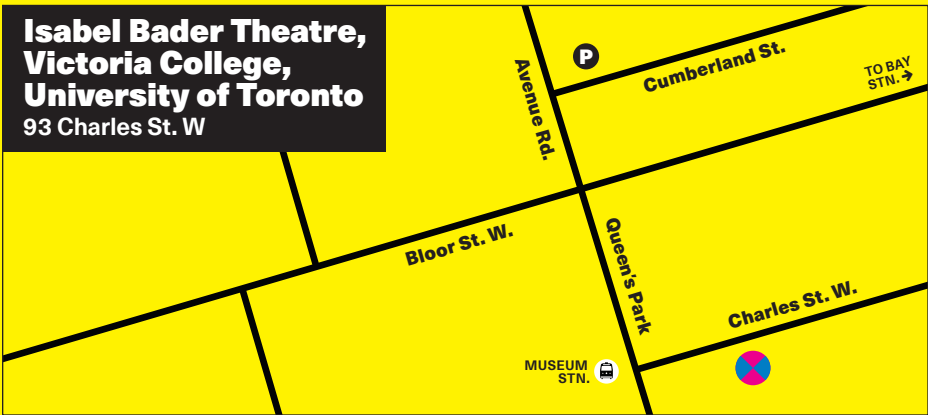 Isabel Bader Theatre,
Victoria College,
University of Toronto
93 Charles St. W
P
Avenue Rd.
Cumberland St.
TO BAY
STN.→
Bloor St. W.
Queen's Park
Charles St. W.
MUSEUM
STN.